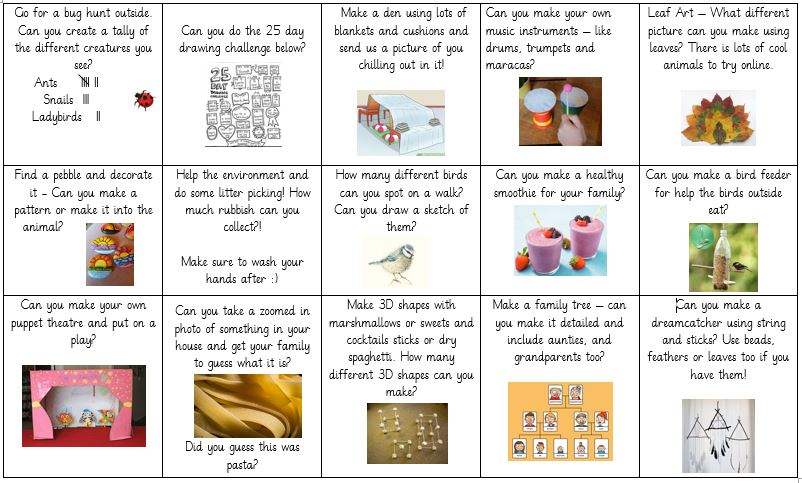 Go for a bug hunt outside.
Can you create a tally of
the different creatures you
see?
Ants
Snails
Ladybirds
Can you do the 25 day
drawing challenge below?
25
DAY
Make a den using lots of
blankets and cushions and
send us a picture of you
chilling out in it!
Can you make your own
music instruments – like
drums, trumpets and
maracas?
Leaf Art – What different
picture can you make using
leaves? There is lots of cool
animals to try online.
Find a pebble and decorate
it - Can you make a
pattern or make it into the
animal?
Help the environment and
do some litter picking! How
much rubbish can you
collect?!
Make sure to wash your
hands after :)
How many different birds
can you spot on a walk?
Can you draw a sketch of
them?
Can you make a healthy
smoothie for your family?
Can you make a bird feeder
for help the birds outside
eat?
Can you make your own
puppet theatre and put on a
play?
Can you take a zoomed in
photo of something in your
house and get your family
to guess what it is?
Did you guess this was
pasta?
Make 3D shapes with
marshmallows or sweets and
cocktails sticks or dry
spaghetti. How many
different 3D shapes can you
make?
Make a family tree – can
you make it detailed and
include aunties, and
grandparents too?
Can you make a
dreamcatcher using string
and sticks? Use beads,
feathers or leaves too if you
have them!